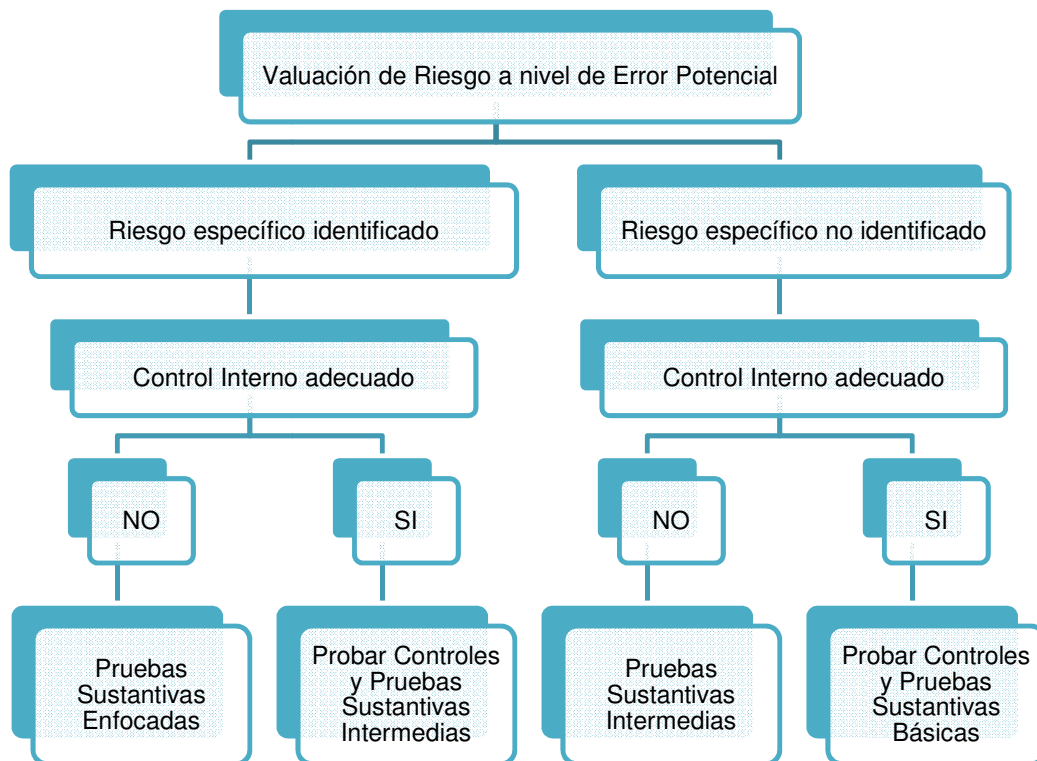 Valuación de Riesgo a nivel de Error Potencial
Riesgo específico identificado
Riesgo específico no identificado
Control Interno adecuado
Control Interno adecuado
NO
SI
NO
SI
Pruebas
Sustantivas
Enfocadas
Probar Controles
y Pruebas
Sustantivas
Intermedias
Pruebas
Sustantivas
Intermedias
Probar Controles
y Pruebas
Sustantivas
Básicas